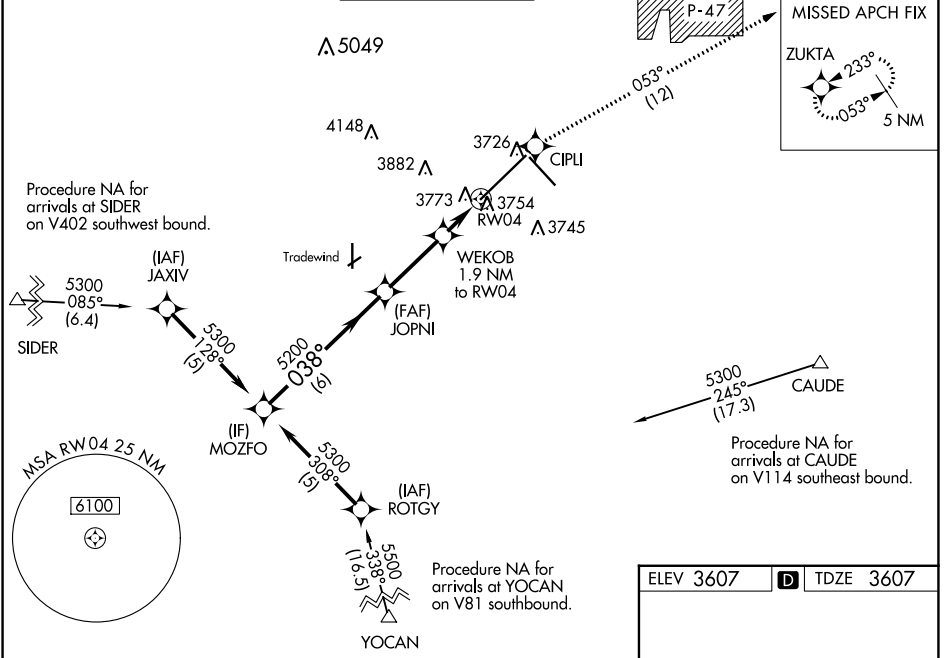 P-47
MISSED APCH FIX
ZUKTA
233°
053°
5 NM
5049
053°
(12)
4148
3726
CIPLI
3882
3773
3754
RW04
3745
Procedure NA for
arrivals at SIDER
on V402 southwest bound.
Tradewind
WEKOB
1.9 NM
to RW04
(IAF)
JAXIV
5300
085°
(6.4)
SIDER
(FAF)
JOPNI
5300
128°
(5)
5200
038°
(6)
5300
245°
(17.3)
CAUDE
(IF)
MOZFO
Procedure NA for
arrivals at CAUDE
on V114 southeast bound.
MSA RW04 25 NM
6100
5300
308°
(5)
(IAF)
ROTGY
5500
338°
(16.5)
Procedure NA for
arrivals at YOCAN
on V81 southbound.
YOCAN
ELEV 3607 D TDZE 3607